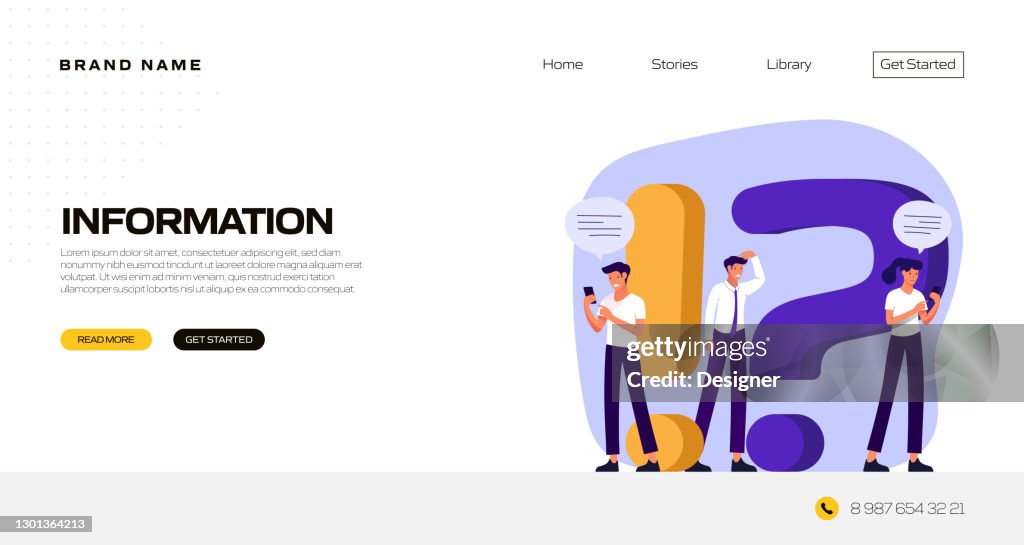 BRAND NAME
Home
Stories
Library
Get Started
INFORMATION
Lorem ipsum dolor sit amet, consectetuer adipiscing elit, sed diam
nonummy nibh euismod tincidunt ut laoreet dolore magna aliquam erat
volutpat. Ut wisi enim ad minim veniam, quis nostrud exerci tation
ullamcorper suscipit lobortis nisl ut aliquip ex ea commodo consequat.
READ MORE
GET STARTED
!?
gettyimages®
Credit: Designer
8 987 654 32 21
1301364213